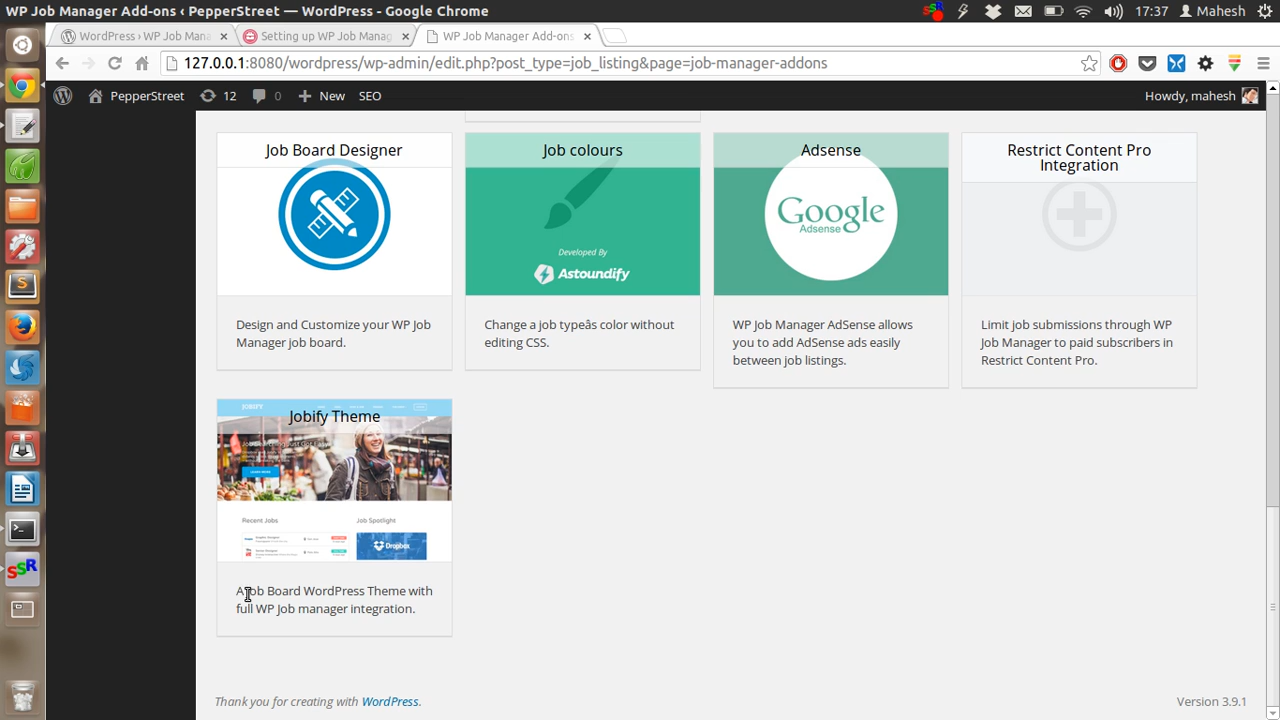 WP Job Manager Add-ons ‹ PepperStreet — WordPress - Google Chrome
17:37 Mahesh
WordPress › WP Job Mana
Setting up WP Job Manag
WP Job Manager Add-ons
127.0.0.1:8080/wordpress/wp-admin/edit.php?post_type=job_listing&page=job-manager-addons
PepperStreet 12 0 New SEO Howdy, mahesh
Job Board Designer
Design and Customize your WP Job
Manager job board.
Job colours
Developed By
Astoundify
Change a job typeâs color without
editing CSS.
Adsense
Google
Adsense
WP Job Manager AdSense allows
you to add AdSense ads easily
between job listings.
Restrict Content Pro
Integration
Limit job submissions through WP
Job Manager to paid subscribers in
Restrict Content Pro.
JOBIFY
Jobify Theme
Recent Jobs
Job Spotlight
Dropbox
A Job Board WordPress Theme with
full WP Job manager integration.
Thank you for creating with WordPress.
Version 3.9.1